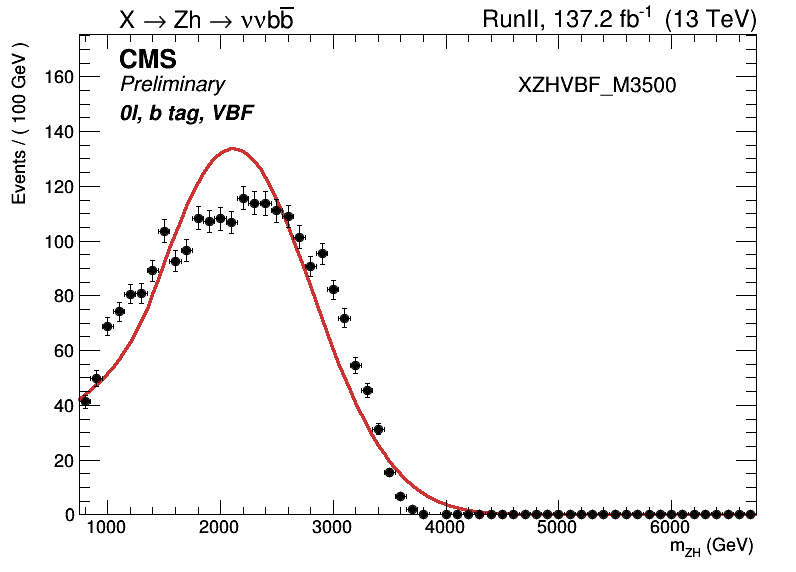 X → Zh → ννbb̅ RunII, 137.2 fb⁻¹ (13 TeV)
CMS
Preliminary
XZHVBF_M3500
0l, b tag, VBF
Events / ( 100 GeV )
160
140
120
100
80
60
40
20
0
1000 2000 3000 4000 5000 6000
m_ZH (GeV)